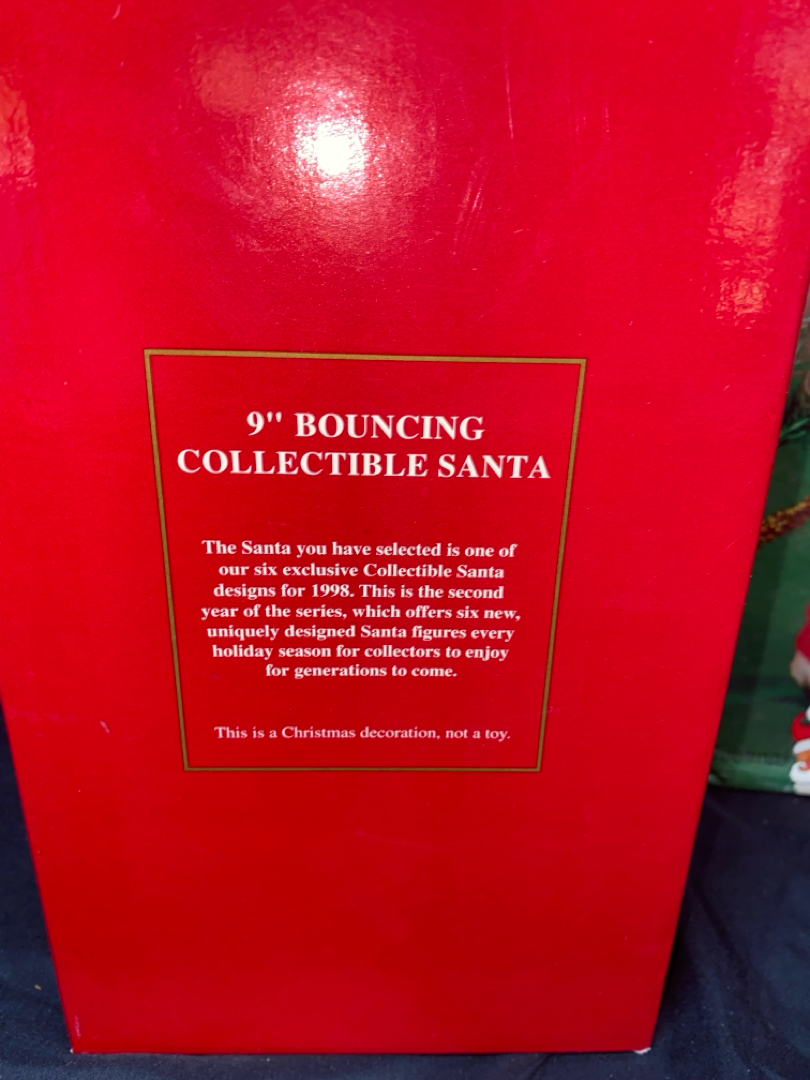 9" BOUNCING
COLLECTIBLE SANTA
The Santa you have selected is one of
our six exclusive Collectible Santa
designs for 1998. This is the second
year of the series, which offers six new,
uniquely designed Santa figures every
holiday season for collectors to enjoy
for generations to come.
This is a Christmas decoration, not a toy.